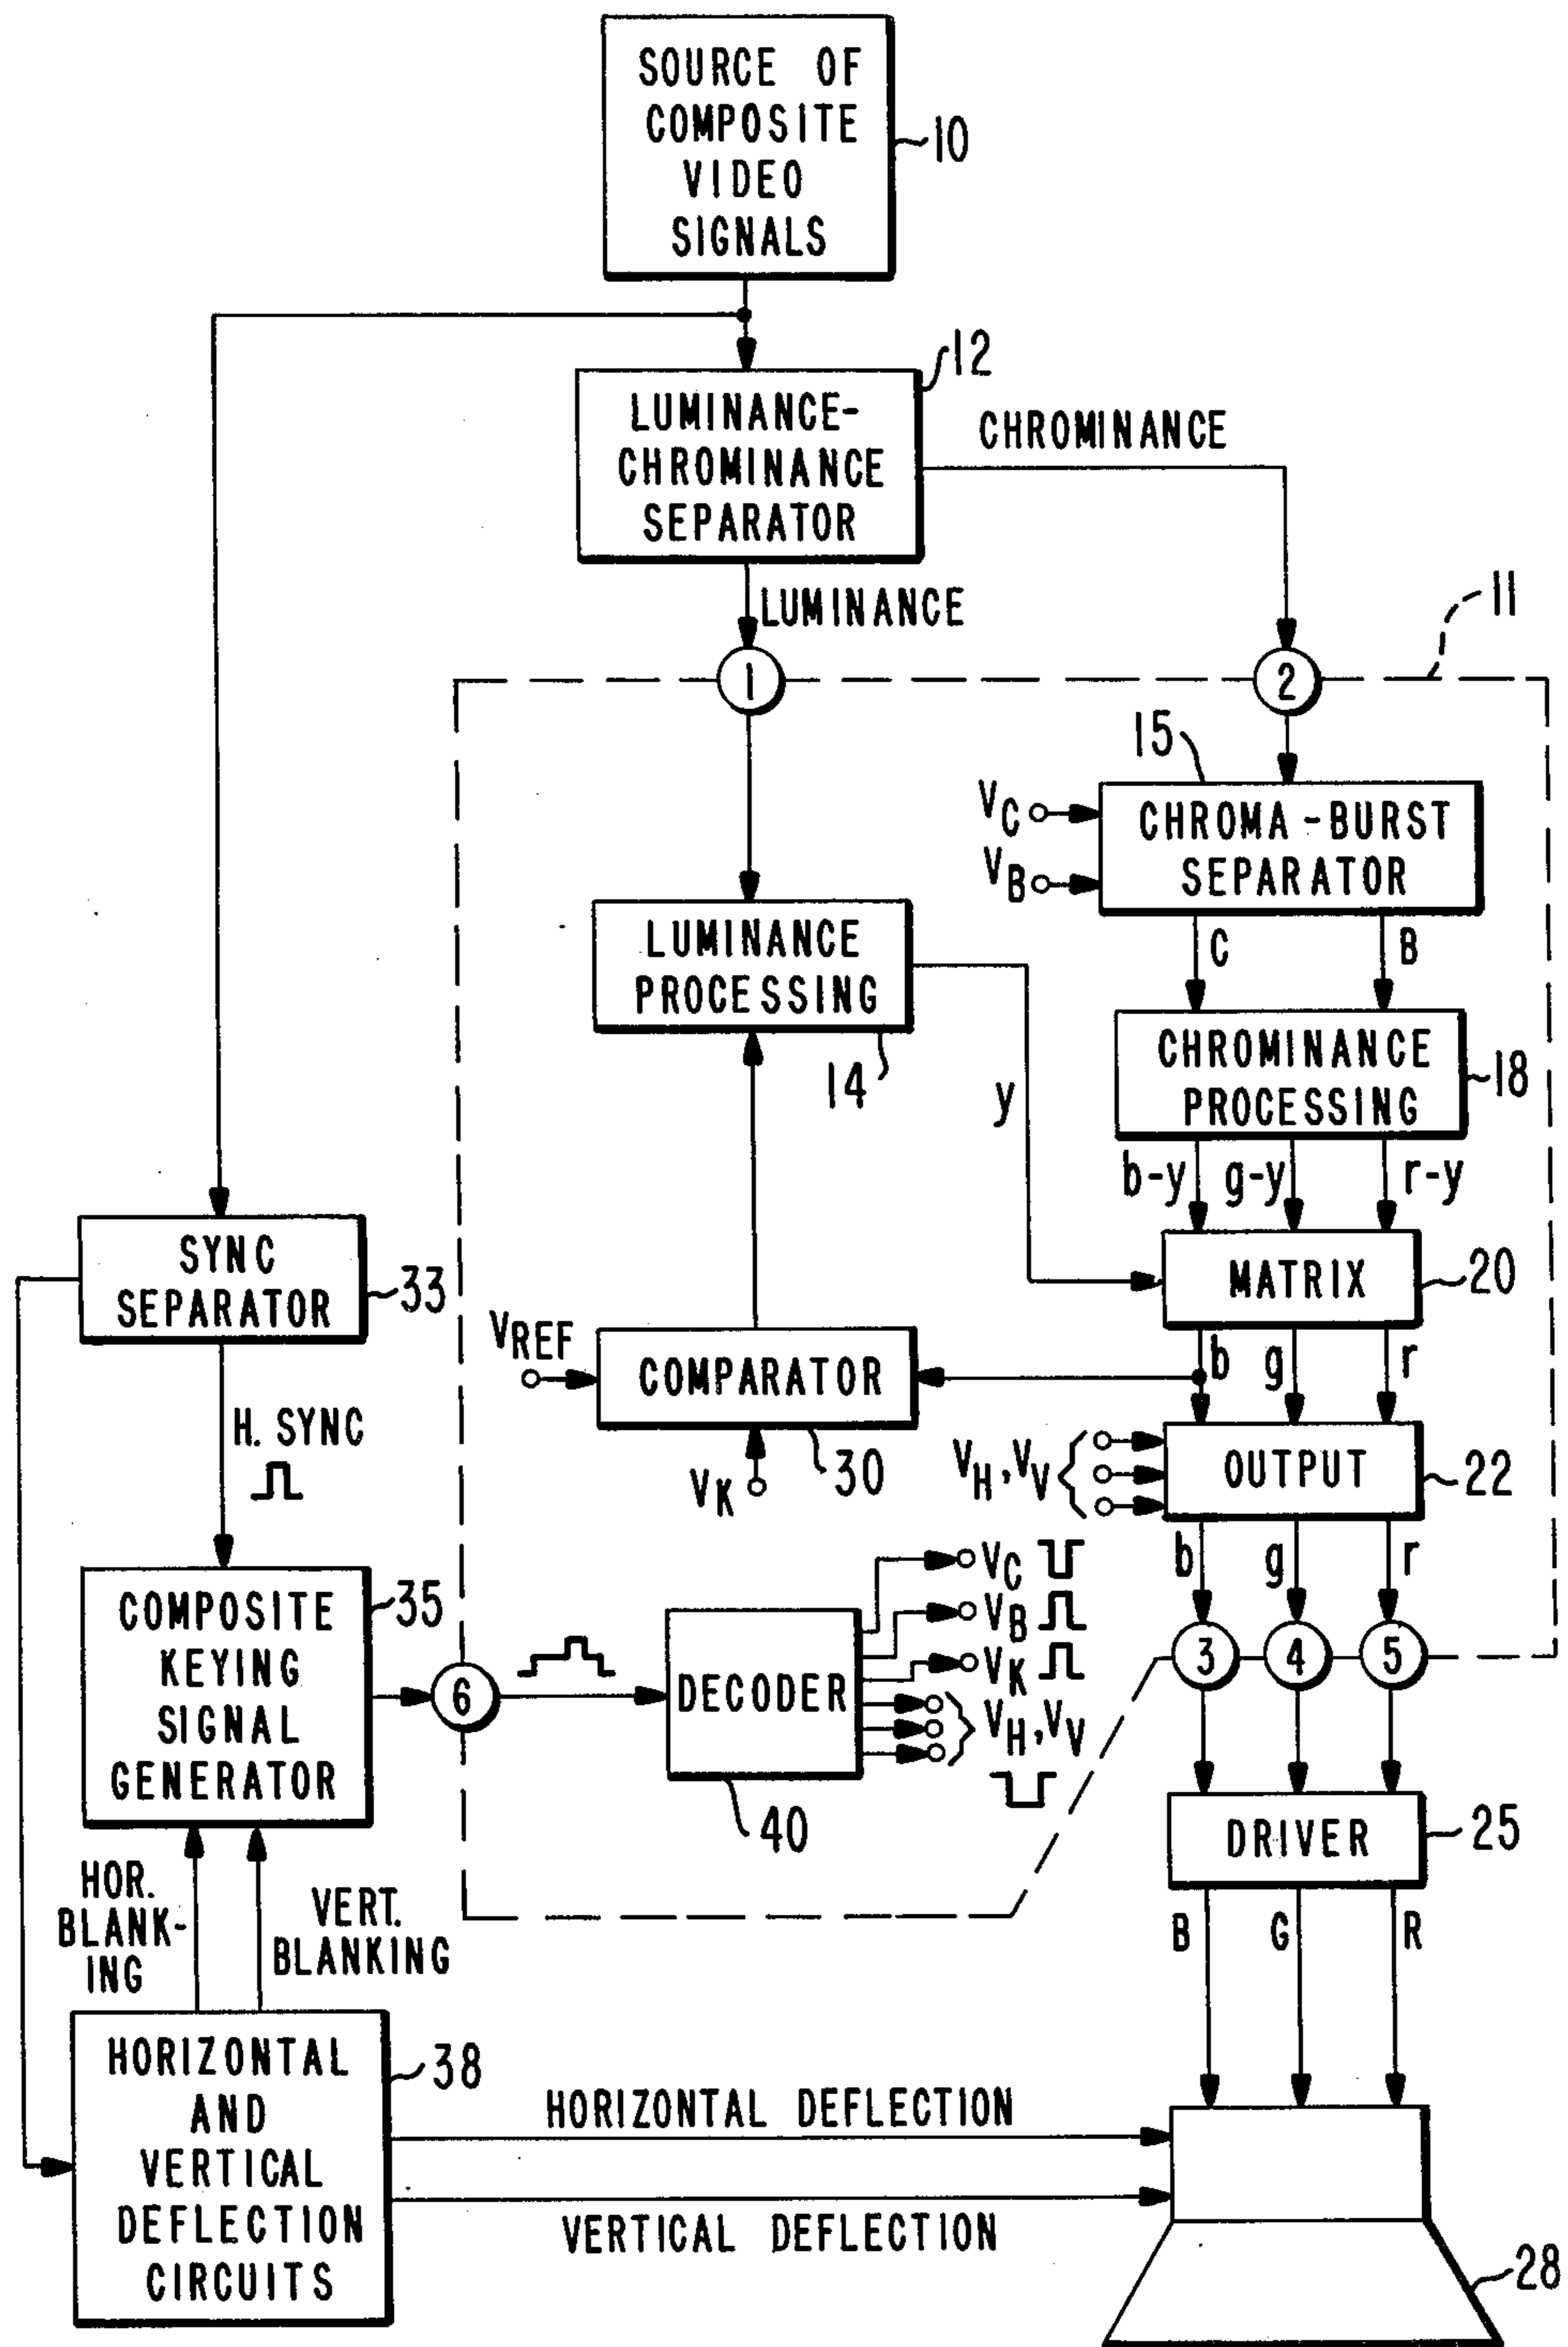 SOURCE OF
COMPOSITE
VIDEO
SIGNALS
10
12
LUMINANCE-
CHROMINANCE
SEPARATOR
CHROMINANCE
LUMINANCE
11
1
2
15
VC
VB
CHROMA-BURST
SEPARATOR
C
B
LUMINANCE
PROCESSING
14
y
CHROMINANCE
PROCESSING
18
b-y
g-y
r-y
SYNC
SEPARATOR
33
MATRIX
20
VREF
COMPARATOR
30
VK
b
g
r
H. SYNC
VH, VV
OUTPUT
22
b
g
r
COMPOSITE
KEYING
SIGNAL
GENERATOR
35
6
DECODER
40
VC
VB
VK
VH, VV
3
4
5
DRIVER
25
HOR.
BLANK-
ING
VERT.
BLANKING
B
G
R
HORIZONTAL
AND
VERTICAL
DEFLECTION
CIRCUITS
38
HORIZONTAL DEFLECTION
VERTICAL DEFLECTION
28